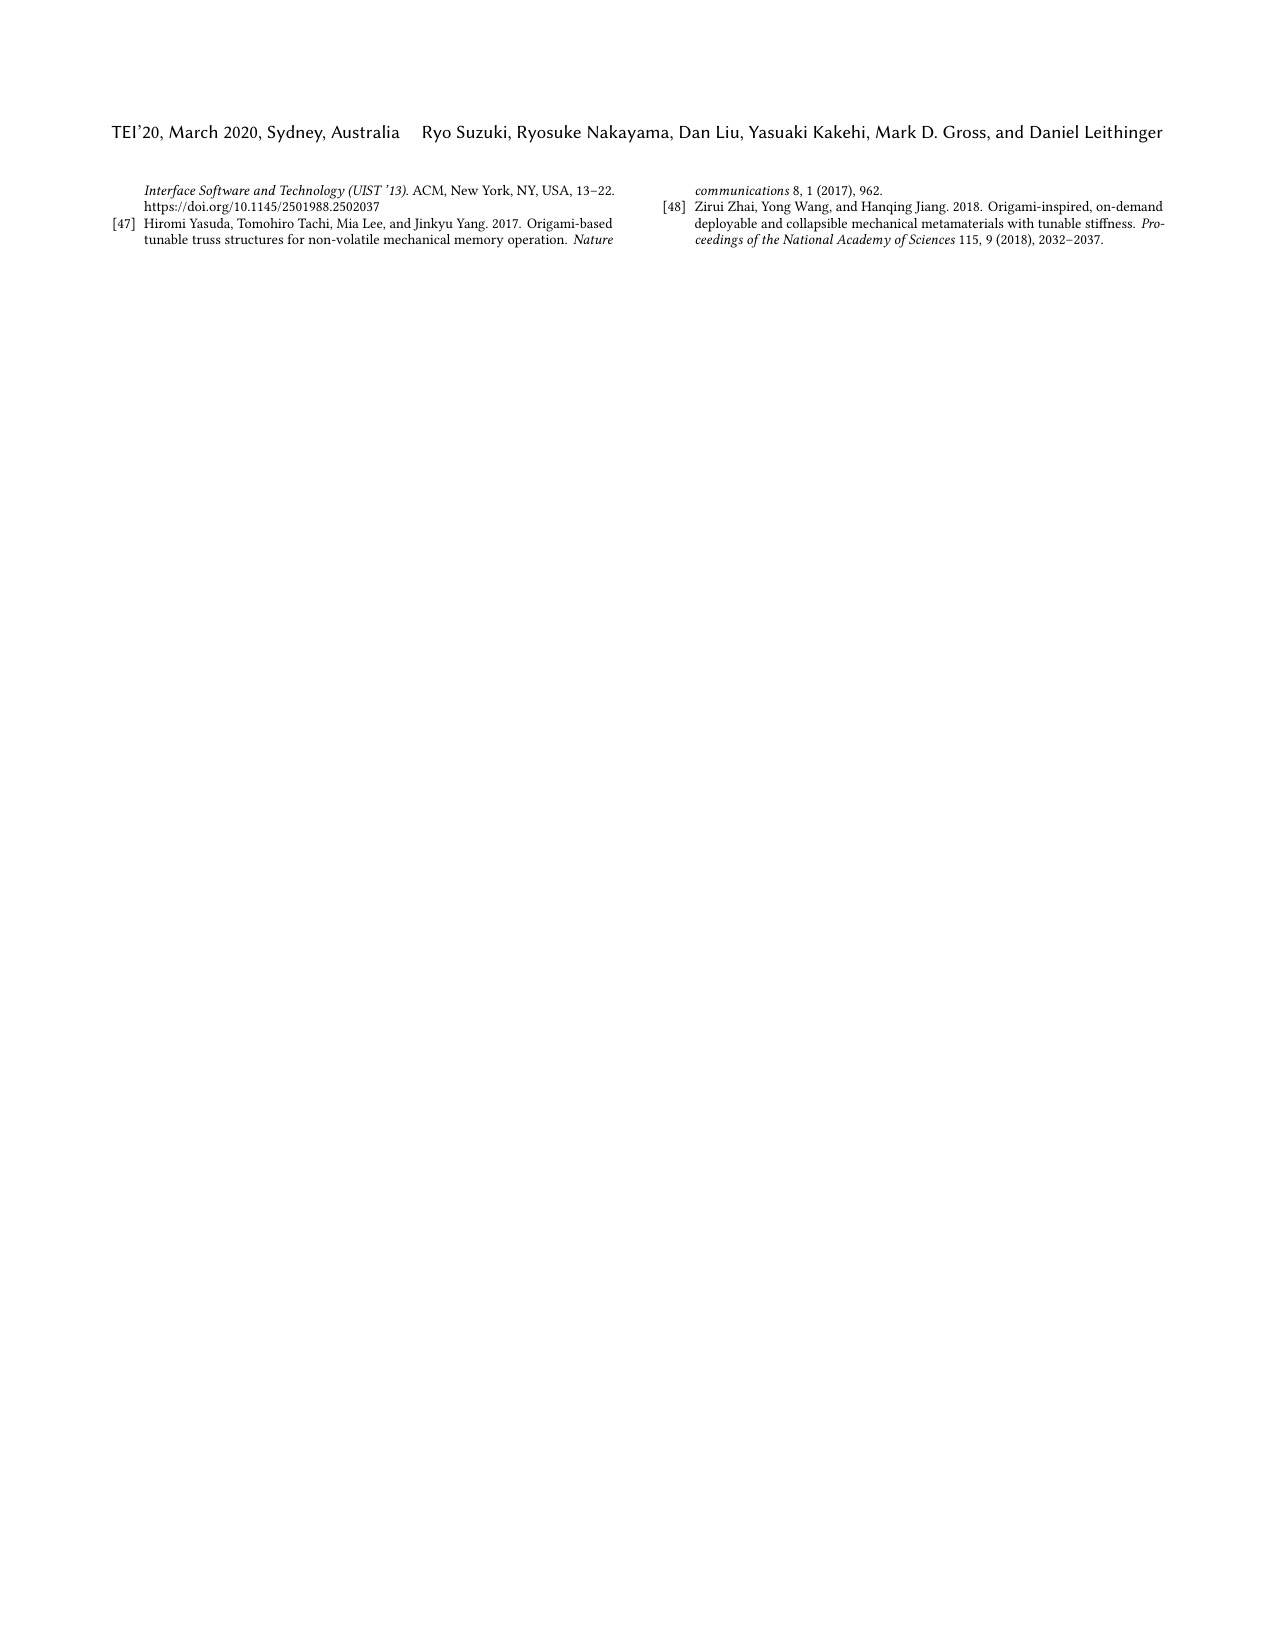 TEI’20, March 2020, Sydney, Australia Ryo Suzuki, Ryosuke Nakayama, Dan Liu, Yasuaki Kakehi, Mark D. Gross, and Daniel Leithinger
Interface Software and Technology (UIST ’13). ACM, New York, NY, USA, 13–22.
https://doi.org/10.1145/2501988.2502037
[47] Hiromi Yasuda, Tomohiro Tachi, Mia Lee, and Jinkyu Yang. 2017. Origami-based
tunable truss structures for non-volatile mechanical memory operation. Nature
communications 8, 1 (2017), 962.
[48] Zirui Zhai, Yong Wang, and Hanqing Jiang. 2018. Origami-inspired, on-demand
deployable and collapsible mechanical metamaterials with tunable stiffness. Pro-
ceedings of the National Academy of Sciences 115, 9 (2018), 2032–2037.